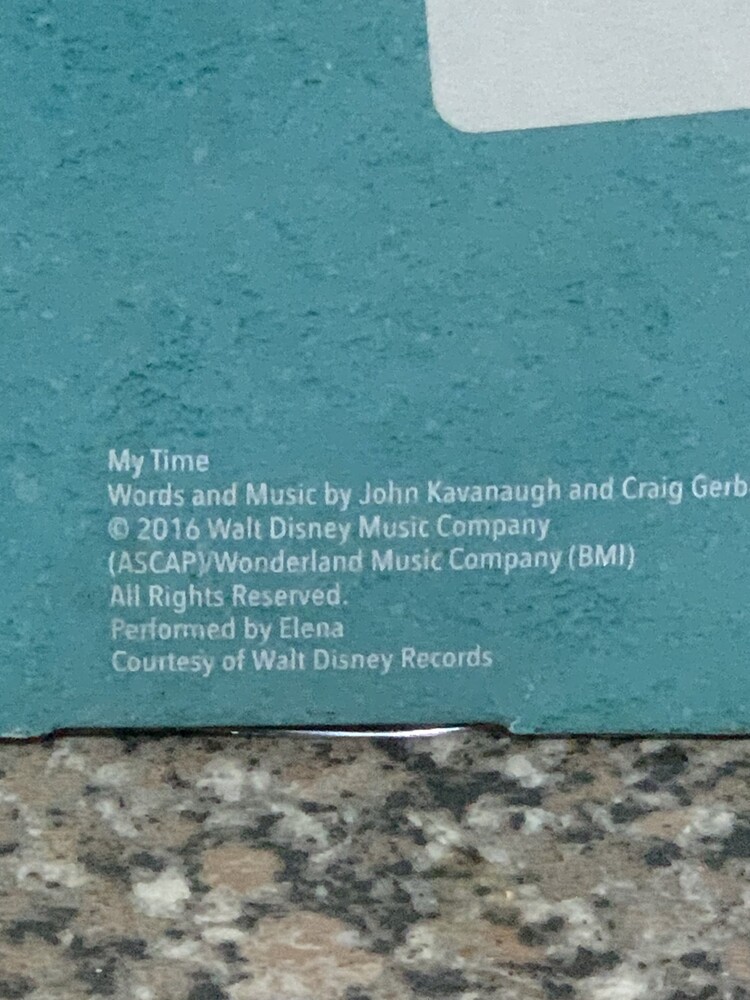 My Time
Words and Music by John Kavanaugh and Craig Gerb
© 2016 Walt Disney Music Company
(ASCAP)/Wonderland Music Company (BMI)
All Rights Reserved.
Performed by Elena
Courtesy of Walt Disney Records